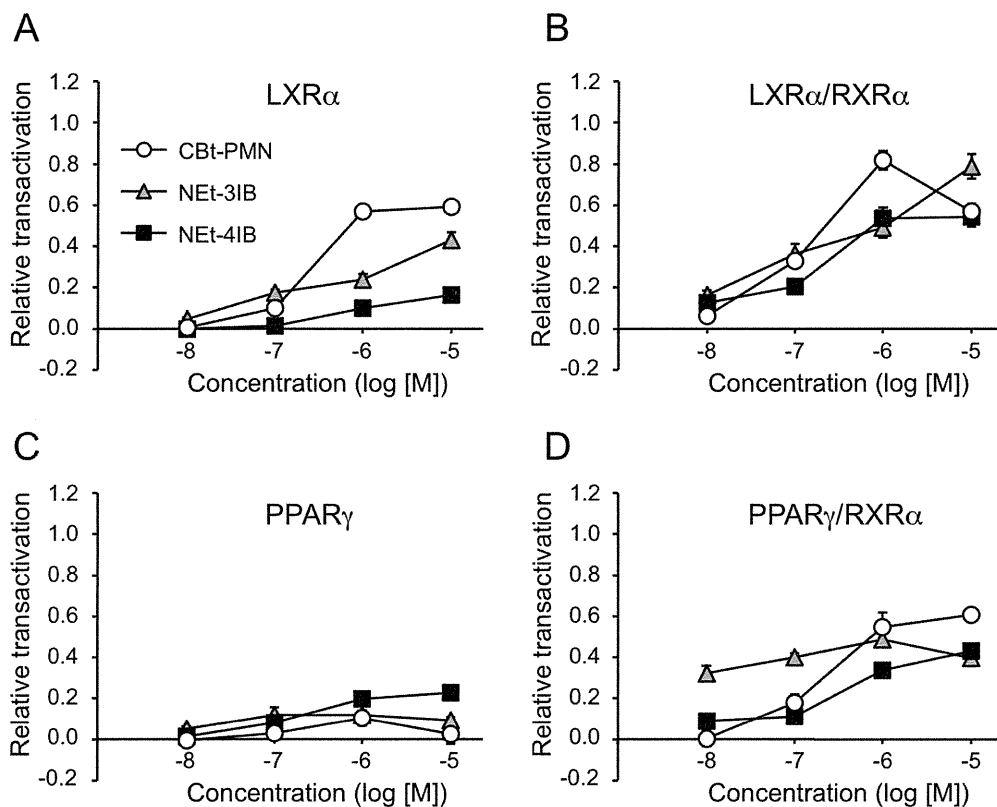 A
LXRα
Relative transactivation
1.2
1.0
0.8
0.6
0.4
0.2
0.0
-0.2
CBt-PMN
NEt-3IB
NEt-4IB
-8
-7
-6
-5
Concentration (log [M])
B
LXRα/RXRα
Relative transactivation
1.2
1.0
0.8
0.6
0.4
0.2
0.0
-0.2
-8
-7
-6
-5
Concentration (log [M])
C
PPARγ
Relative transactivation
1.2
1.0
0.8
0.6
0.4
0.2
0.0
-0.2
-8
-7
-6
-5
Concentration (log [M])
D
PPARγ/RXRα
Relative transactivation
1.2
1.0
0.8
0.6
0.4
0.2
0.0
-0.2
-8
-7
-6
-5
Concentration (log [M])